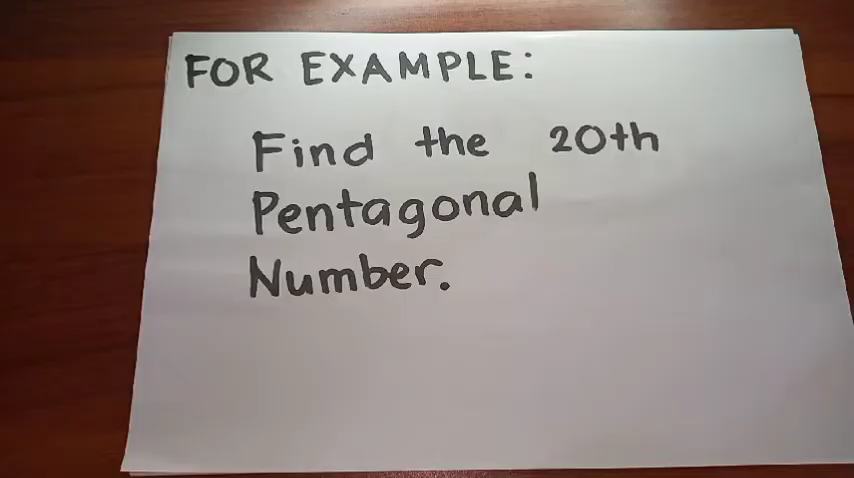 FOR EXAMPLE:
Find the 20th
Pentagonal
Number.